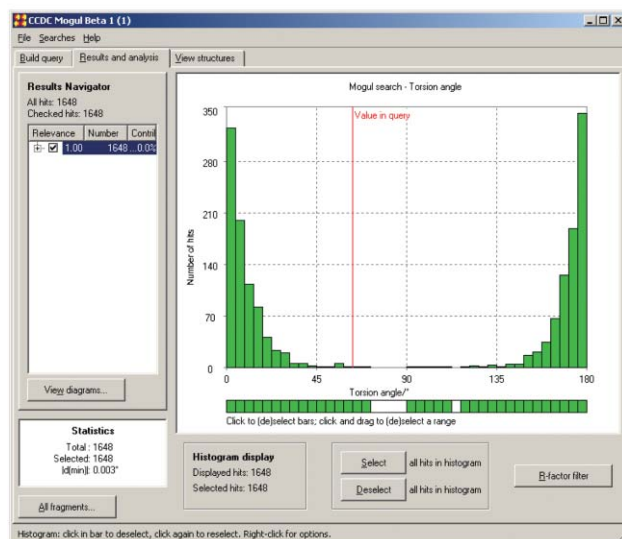 CCDC Mogul Beta 1 (1)
File Searches Help
Build query Results and analysis View structures
Results Navigator
All hits: 1648
Checked hits: 1648
Relevance Number Contril
1.00 1648 ...0.0%
View diagrams...
Statistics
Total : 1648
Selected: 1648
|d(min)|: 0.003°
All fragments...
Mogul search - Torsion angle
Value in query
Number of hits
350
280
210
140
70
0
0 45 90 135 180
Torsion angle/°
Click to (de)select bars; click and drag to (de)select a range
Histogram display
Displayed hits: 1648
Selected hits: 1648
Select all hits in histogram
Deselect all hits in histogram
R-factor filter
Histogram: click in bar to deselect, click again to reselect. Right-click for options.